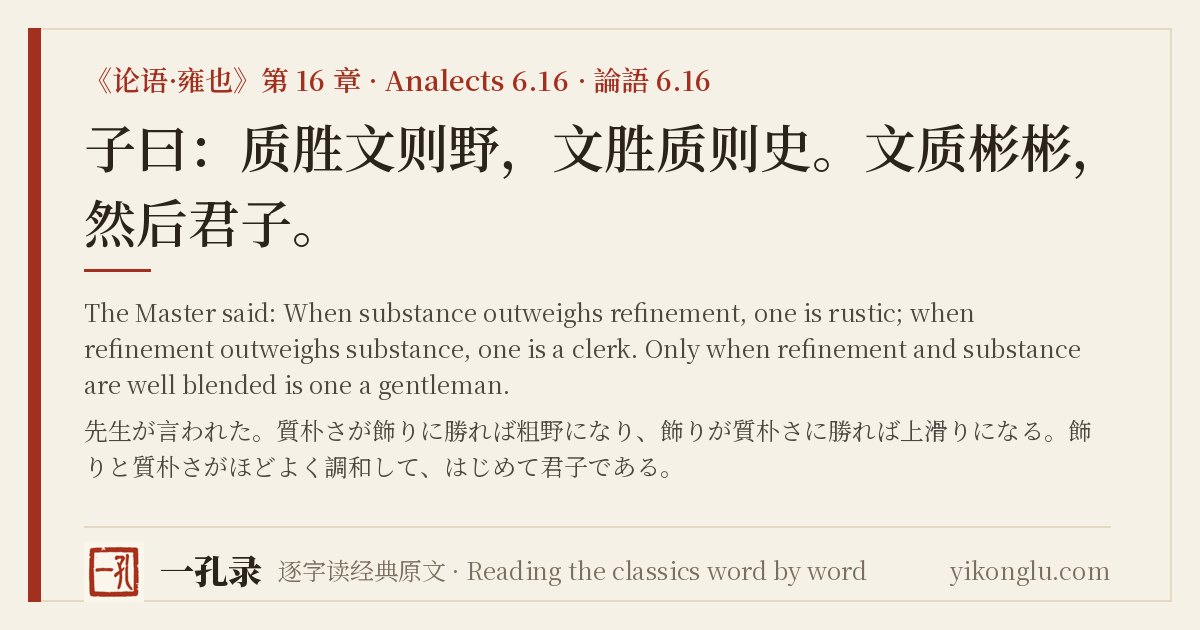 《论语·雍也》第 16 章 · Analects 6.16 · 論語 6.16
子曰：质胜文则野，文胜质则史。文质彬彬，
然后君子。
The Master said: When substance outweighs refinement, one is rustic; when
refinement outweighs substance, one is a clerk. Only when refinement and substance
are well blended is one a gentleman.
先生が言われた。質朴さが飾りに勝れば粗野になり、飾りが質朴さに勝れば上滑りになる。飾
りと質朴さがほどよく調和して、はじめて君子である。
一孔
一孔录 逐字读经典原文 · Reading the classics word by word yikonglu.com